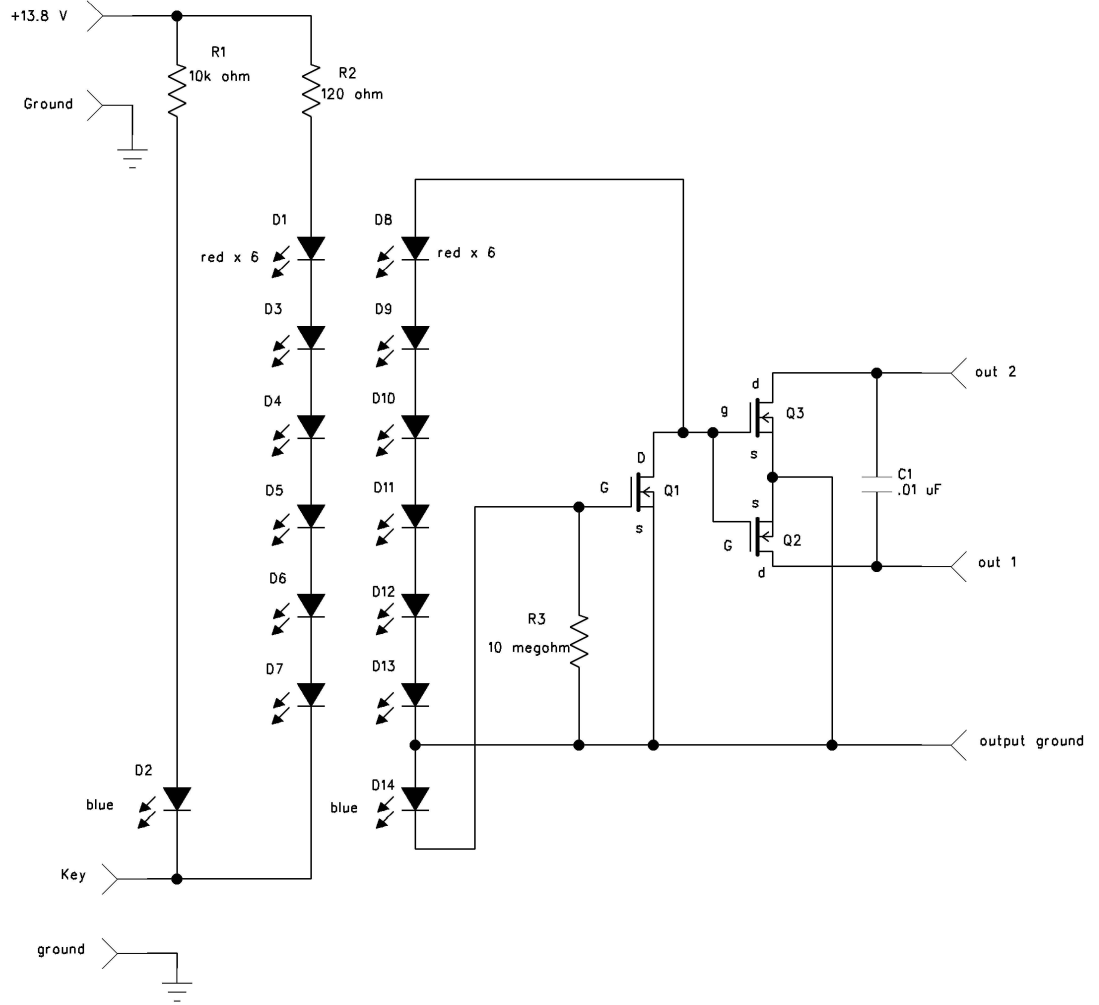 +13.8 V
R1
10k ohm
R2
120 ohm
Ground
D1
red x 6
D8
red x 6
D3
D9
D4
D10
D5
D11
D6
D12
D7
D13
D2
blue
D14
blue
Key
ground
d
g
Q3
s
D
G
Q1
s
s
G
Q2
d
C1
.01 uF
out 2
out 1
R3
10 megohm
output ground